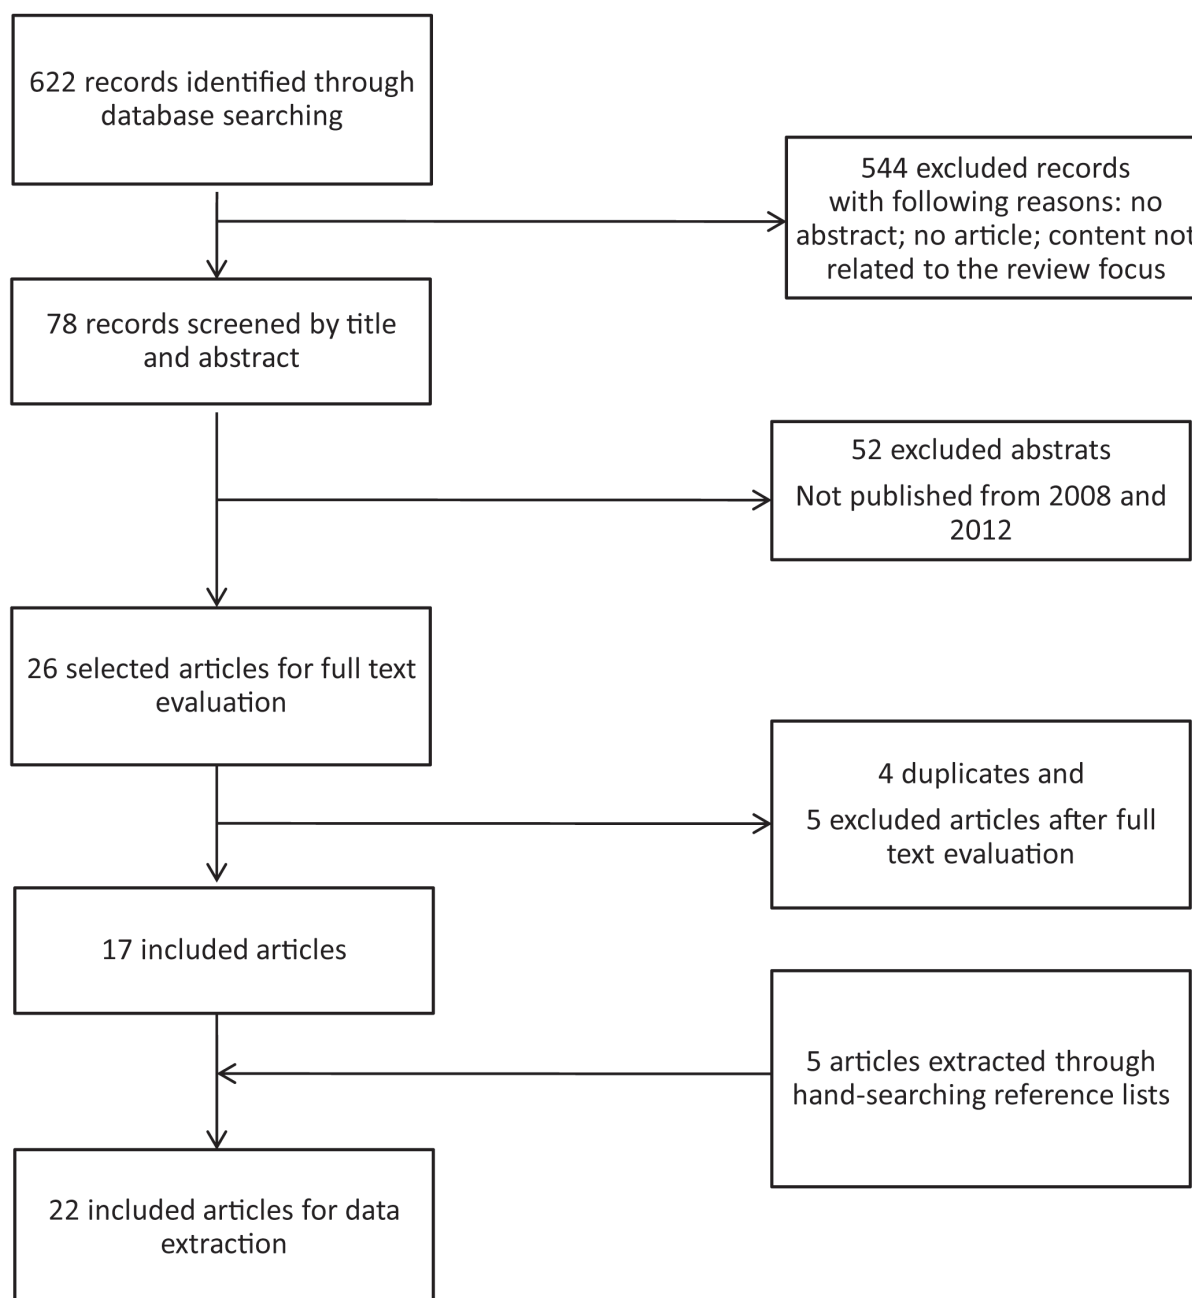 622 records identified through
database searching
544 excluded records
with following reasons: no
abstract; no article; content not
related to the review focus
78 records screened by title
and abstract
52 excluded abstrats
Not published from 2008 and
2012
26 selected articles for full text
evaluation
4 duplicates and
5 excluded articles after full
text evaluation
17 included articles
5 articles extracted through
hand-searching reference lists
22 included articles for data
extraction